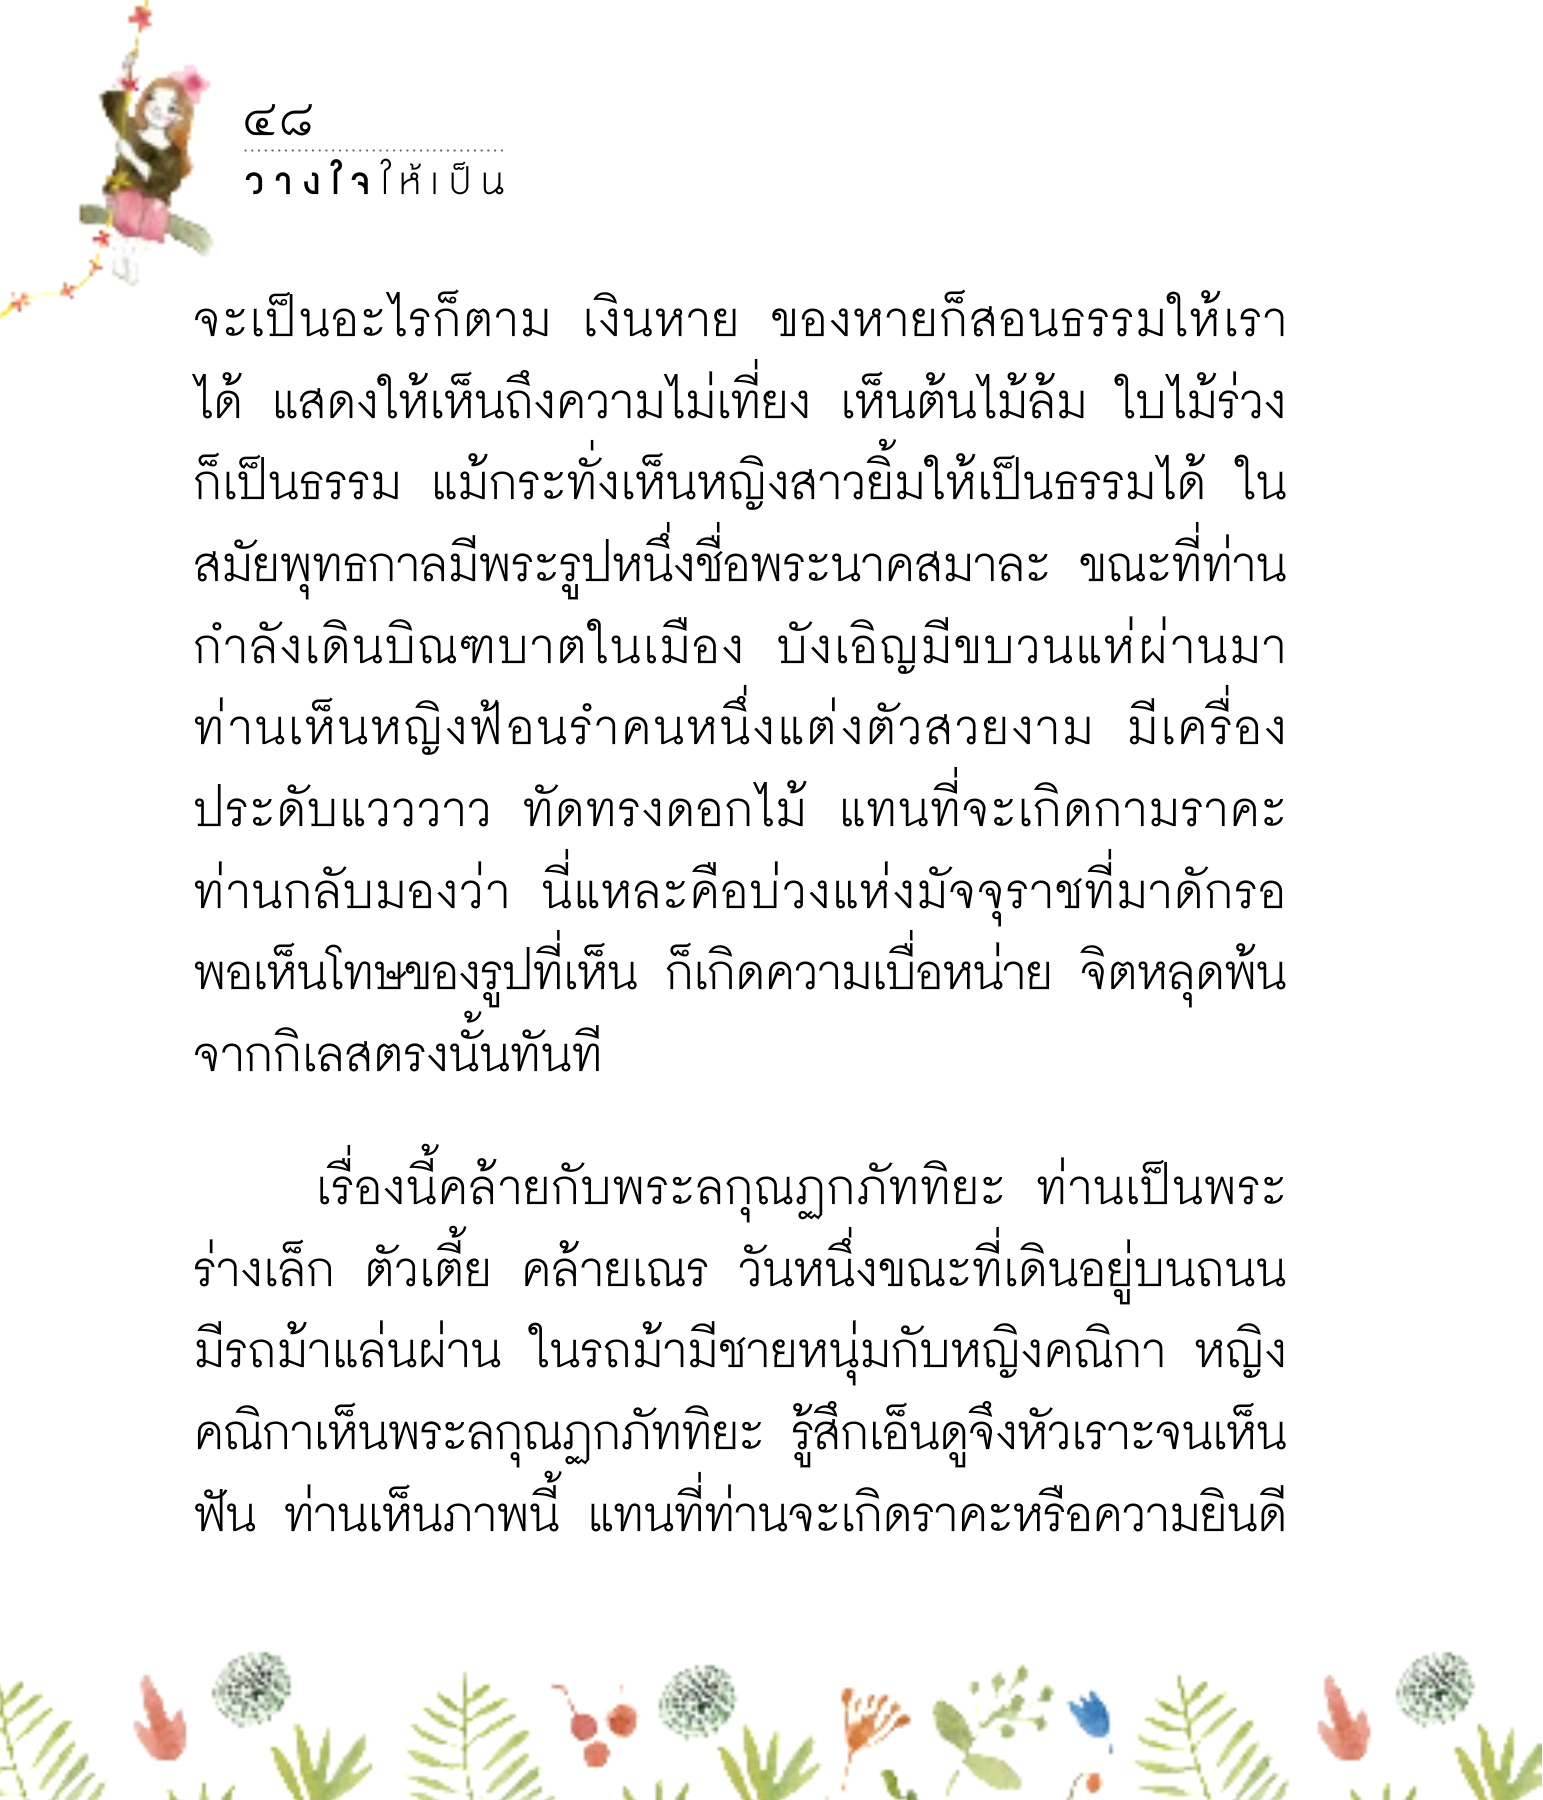 ๔๘
วางใจให้เป็น
จะเป็นอะไรก็ตาม เงินหาย ของหายก็สอนธรรมให้เรา
ได้ แสดงให้เห็นถึงความไม่เที่ยง เห็นต้นไม้ล้ม ใบไม้ร่วง
ก็เป็นธรรม แม้กระทั่งเห็นหญิงสาวยิ้มให้เป็นธรรมได้ ใน
สมัยพุทธกาลมีพระรูปหนึ่งชื่อพระนาคสมาละ ขณะที่ท่าน
กำลังเดินบิณฑบาตในเมือง บังเอิญมีขบวนแห่ผ่านมา
ท่านเห็นหญิงฟ้อนรำคนหนึ่งแต่งตัวสวยงาม มีเครื่อง
ประดับแวววาว ทัดทรงดอกไม้ แทนที่จะเกิดกามราคะ
ท่านกลับมองว่า นี่แหละคือบ่วงแห่งมัจจุราชที่มาดักรอ
พอเห็นโทษของรูปที่เห็น ก็เกิดความเบื่อหน่าย จิตหลุดพ้น
จากกิเลสตรงนั้นทันที
เรื่องนี้คล้ายกับพระลกุณฏกภัททิยะ ท่านเป็นพระ
ร่างเล็ก ตัวเตี้ย คล้ายเณร วันหนึ่งขณะที่เดินอยู่บนถนน
มีรถม้าแล่นผ่าน ในรถม้ามีชายหนุ่มกับหญิงคณิกา หญิง
คณิกาเห็นพระลกุณฏกภัททิยะ รู้สึกเอ็นดูจึงหัวเราะจนเห็น
ฟัน ท่านเห็นภาพนี้ แทนที่ท่านจะเกิดราคะหรือความยินดี